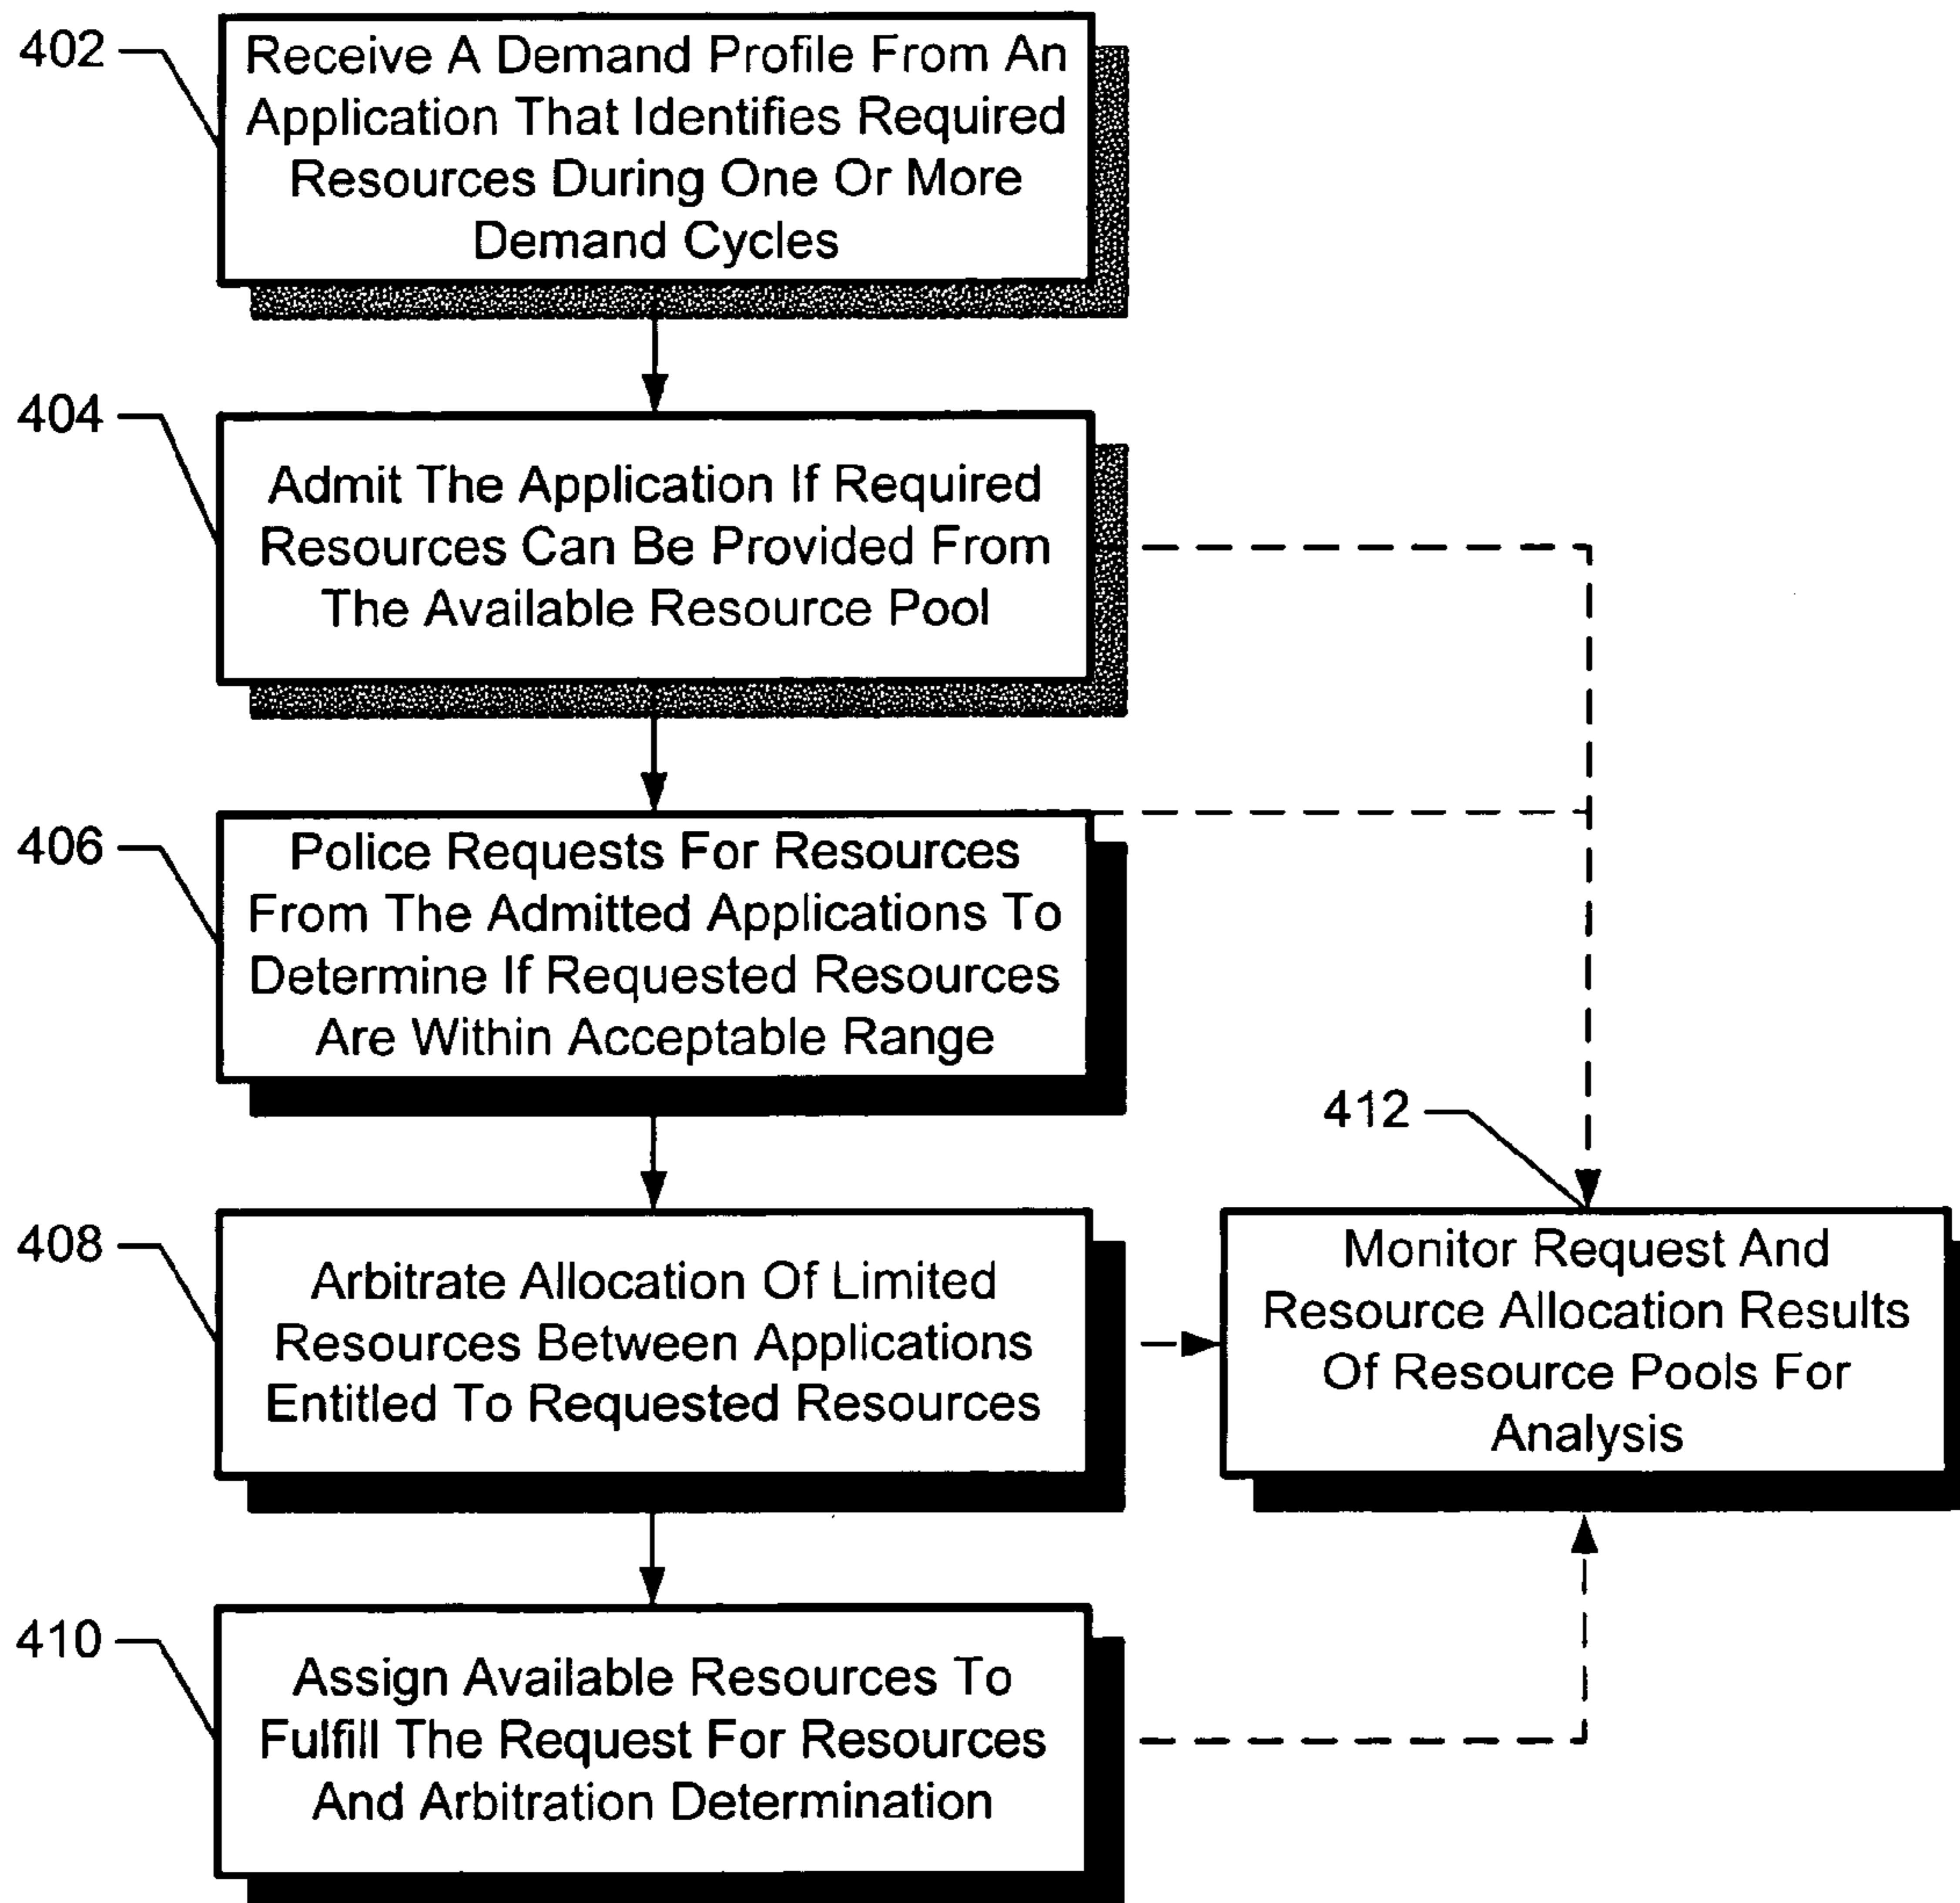 402
Receive A Demand Profile From An
Application That Identifies Required
Resources During One Or More
Demand Cycles
404
Admit The Application If Required
Resources Can Be Provided From
The Available Resource Pool
406
Police Requests For Resources
From The Admitted Applications To
Determine If Requested Resources
Are Within Acceptable Range
408
Arbitrate Allocation Of Limited
Resources Between Applications
Entitled To Requested Resources
412
Monitor Request And
Resource Allocation Results
Of Resource Pools For
Analysis
410
Assign Available Resources To
Fulfill The Request For Resources
And Arbitration Determination